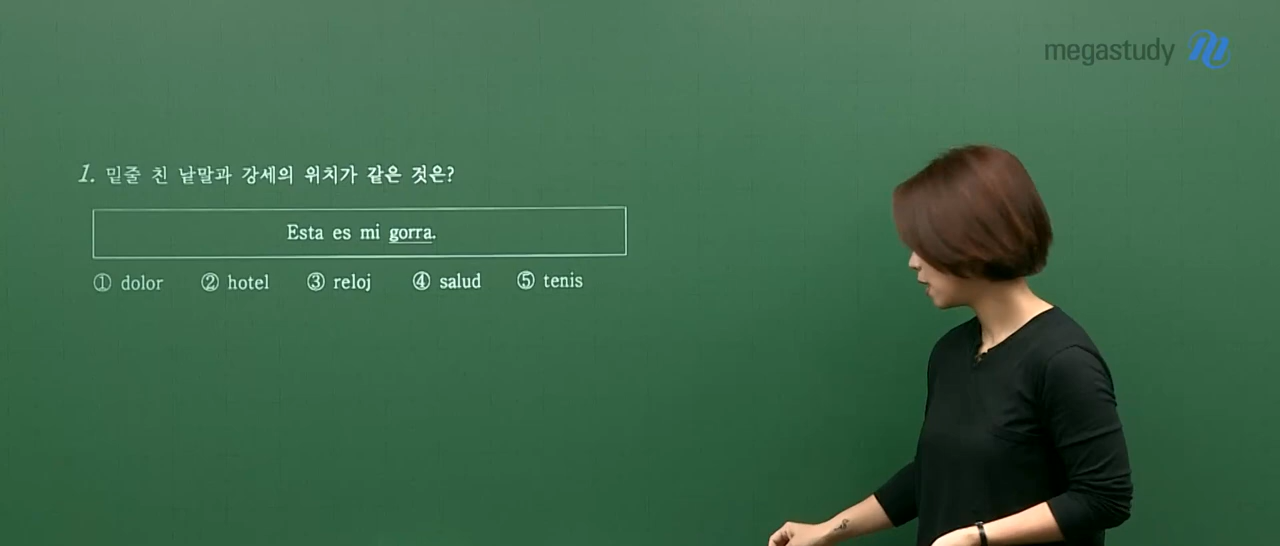 megastudy
1. 밑줄 친 낱말과 강세의 위치가 같은 것은?
Esta es mi gorra.
① dolor ② hotel ③ reloj ④ salud ⑤ tenis